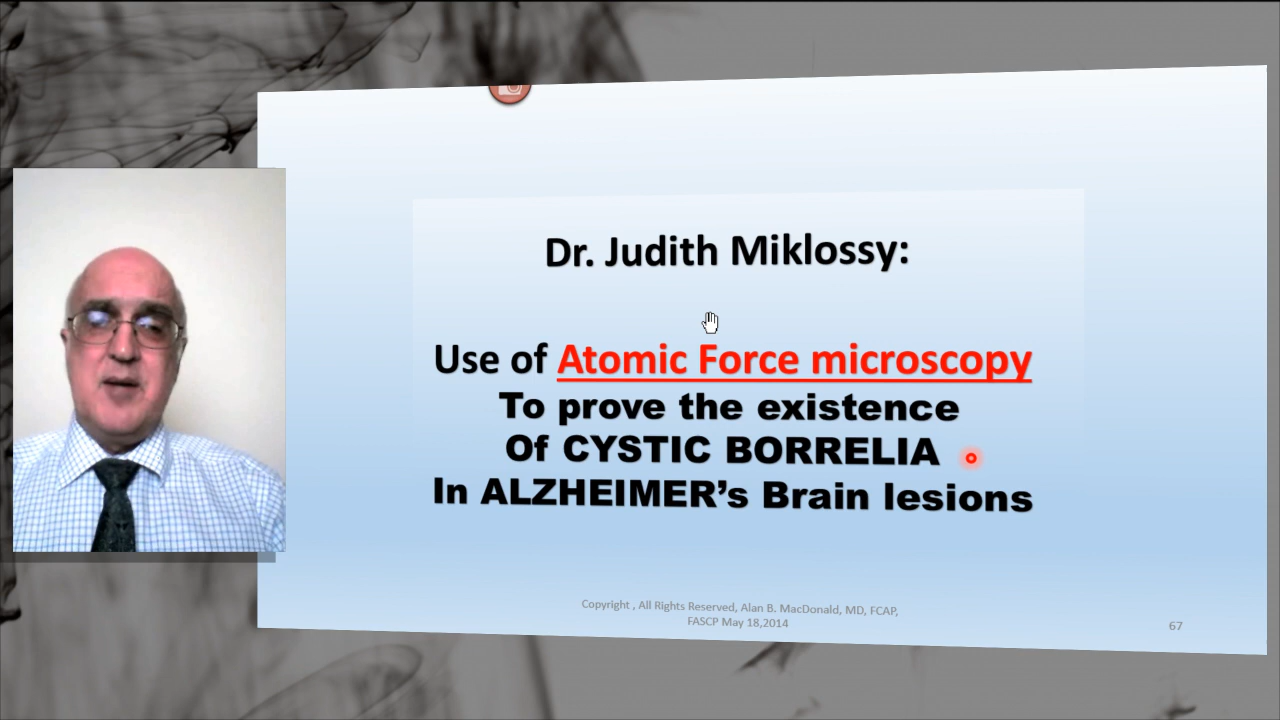 Dr. Judith Miklossy:
Use of Atomic Force microscopy
To prove the existence
Of CYSTIC BORRELIA
In ALZHEIMER’s Brain lesions
Copyright , All Rights Reserved, Alan B. MacDonald, MD, FCAP,
FASCP May 18,2014
67